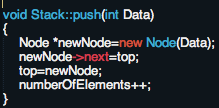 void Stack::push(int Data)
{
Node *newNode=new Node(Data);
newNode->next=top;
top=newNode;
numberOfElements++;
}